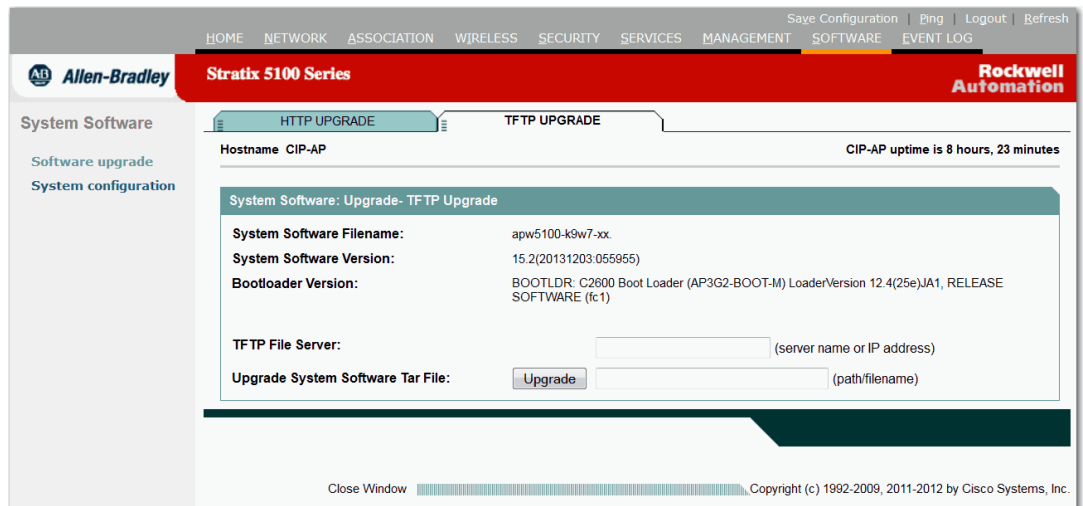 Save Configuration | Ping | Logout | Refresh
HOME NETWORK ASSOCIATION WIRELESS SECURITY SERVICES MANAGEMENT SOFTWARE EVENT LOG
AB Allen-Bradley
Stratix 5100 Series
Rockwell
Automation
System Software
Software upgrade
System configuration
HTTP UPGRADE
TFTP UPGRADE
Hostname CIP-AP
CIP-AP uptime is 8 hours, 23 minutes
System Software: Upgrade- TFTP Upgrade
System Software Filename: apw5100-k9w7-xx.
System Software Version: 15.2(20131203:055955)
Bootloader Version: BOOTLDR: C2600 Boot Loader (AP3G2-BOOT-M) LoaderVersion 12.4(25e)JA1, RELEASE
SOFTWARE (fc1)
TFTP File Server: (server name or IP address)
Upgrade System Software Tar File: Upgrade (path/filename)
Close Window
Copyright (c) 1992-2009, 2011-2012 by Cisco Systems, Inc.